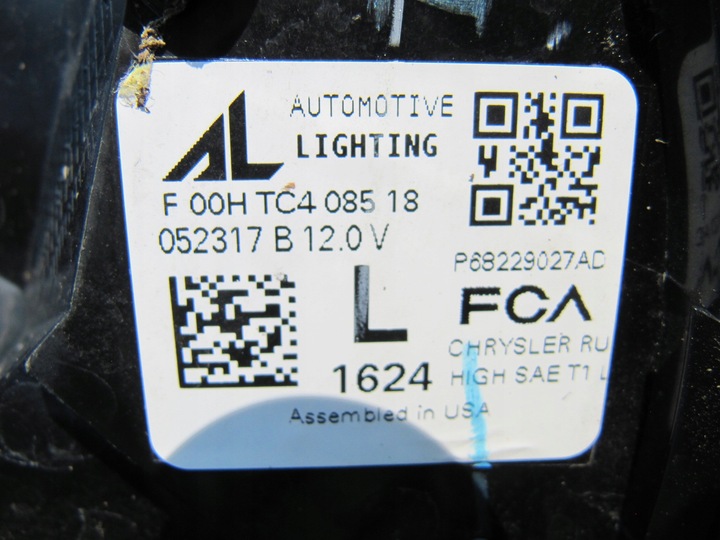 AL AUTOMOTIVE
LIGHTING
F 00H TC4 085 18
052317 B 12.0 V
P68229027AD
L
FCA
CHRYSLER RU
1624
HIGH SAE T1 L
Assembled in USA